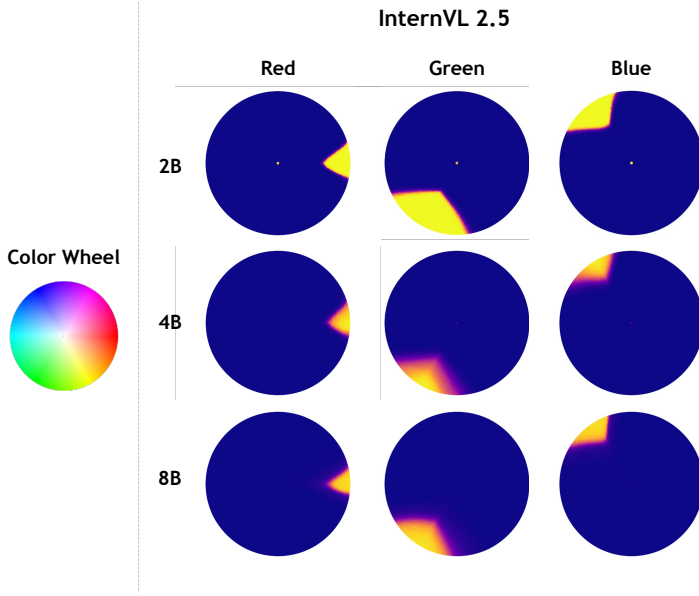 InternVL 2.5
Red Green Blue
2B
Color Wheel
4B
8B